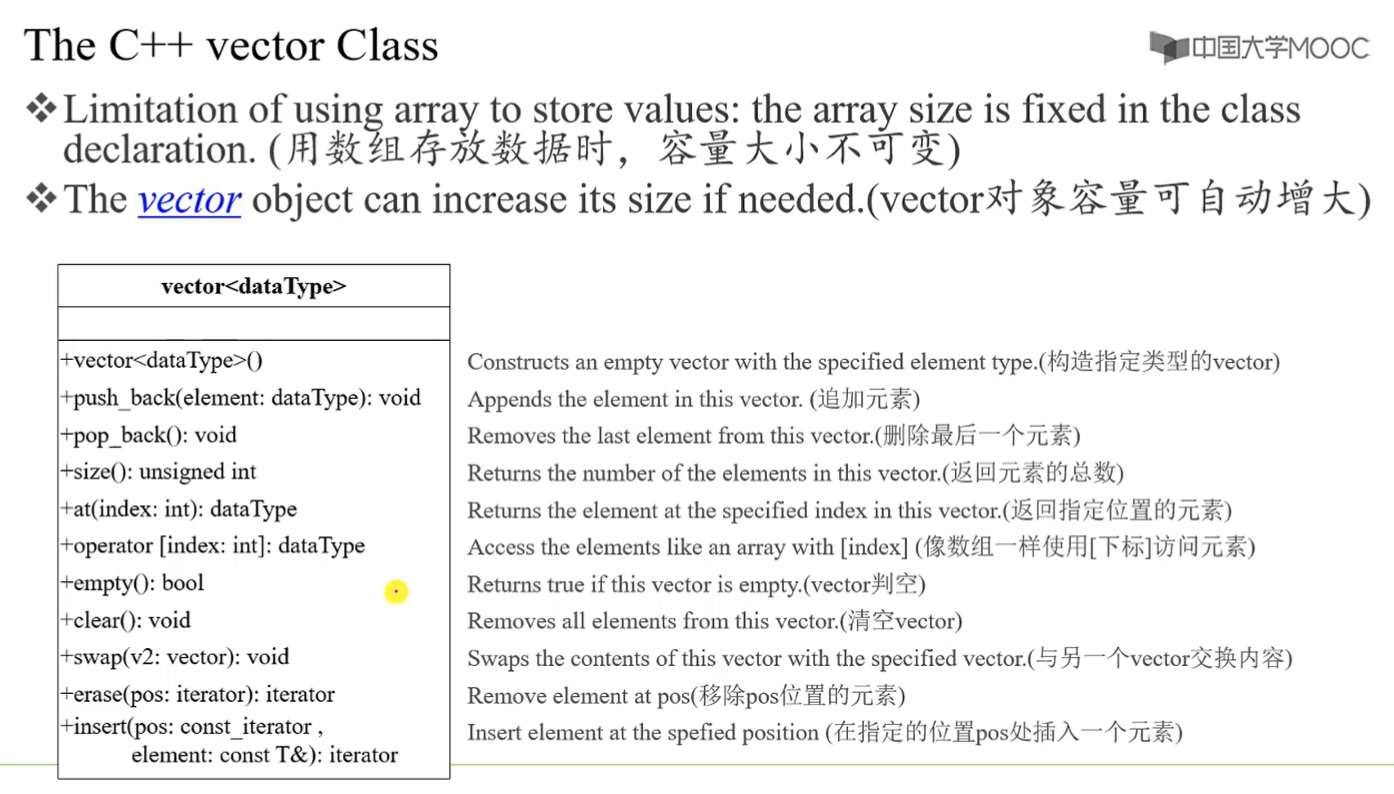 The C++ vector Class
中国大学MOOC
❖Limitation of using array to store values: the array size is fixed in the class
declaration. (用数组存放数据时，容量大小不可变)
❖The vector object can increase its size if needed.(vector对象容量可自动增大)
vector<dataType>
+vector<dataType>() Constructs an empty vector with the specified element type.(构造指定类型的vector)
+push_back(element: dataType): void Appends the element in this vector. (追加元素)
+pop_back(): void Removes the last element from this vector.(删除最后一个元素)
+size(): unsigned int Returns the number of the elements in this vector.(返回元素的总数)
+at(index: int): dataType Returns the element at the specified index in this vector.(返回指定位置的元素)
+operator [index: int]: dataType Access the elements like an array with [index] (像数组一样使用[下标]访问元素)
+empty(): bool Returns true if this vector is empty.(vector判空)
+clear(): void Removes all elements from this vector.(清空vector)
+swap(v2: vector): void Swaps the contents of this vector with the specified vector.(与另一个vector交换内容)
+erase(pos: iterator): iterator Remove element at pos(移除pos位置的元素)
+insert(pos: const_iterator , Insert element at the spefied position (在指定的位置pos处插入一个元素)
element: const T&): iterator